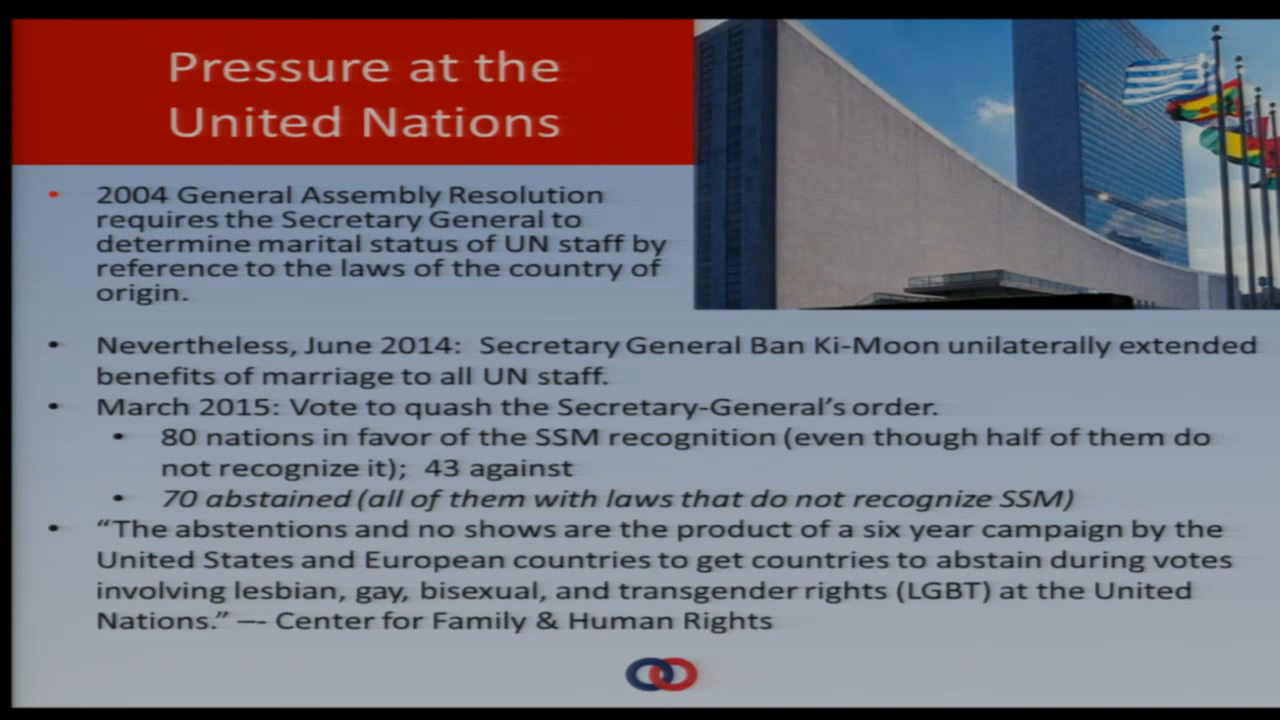 Pressure at the
United Nations
• 2004 General Assembly Resolution
requires the Secretary General to
determine marital status of UN staff by
reference to the laws of the country of
origin.
• Nevertheless, June 2014: Secretary General Ban Ki-Moon unilaterally extended
benefits of marriage to all UN staff.
• March 2015: Vote to quash the Secretary-General's order.
• 80 nations in favor of the SSM recognition (even though half of them do
not recognize it); 43 against
• 70 abstained (all of them with laws that do not recognize SSM)
• “The abstentions and no shows are the product of a six year campaign by the
United States and European countries to get countries to abstain during votes
involving lesbian, gay, bisexual, and transgender rights (LGBT) at the United
Nations.” –- Center for Family & Human Rights